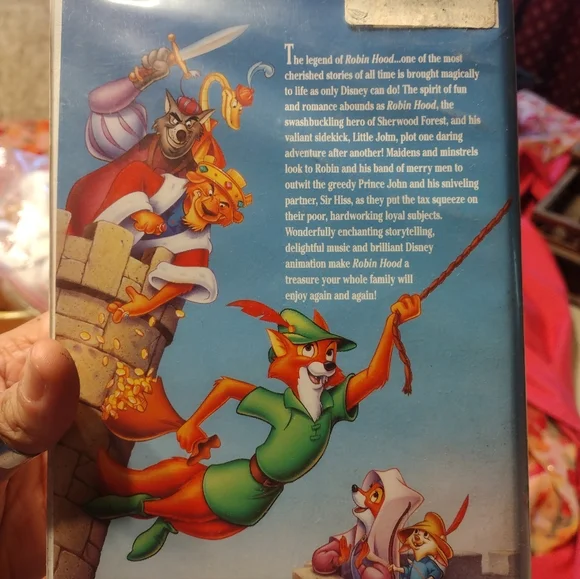 The legend of Robin Hood...one of the most
cherished stories of all time is brought magically
to life as only Disney can do! The spirit of fun
and romance abounds as Robin Hood, the
swashbuckling hero of Sherwood Forest, and his
valiant sidekick, Little John, plot one daring
adventure after another! Maidens and minstrels
look to Robin and his band of merry men to
outwit the greedy Prince John and his sniveling
partner, Sir Hiss, as they put the tax squeeze on
their poor, hardworking loyal subjects.
Wonderfully enchanting storytelling,
delightful music and brilliant Disney
animation make Robin Hood a
treasure your whole family will
enjoy again and again!